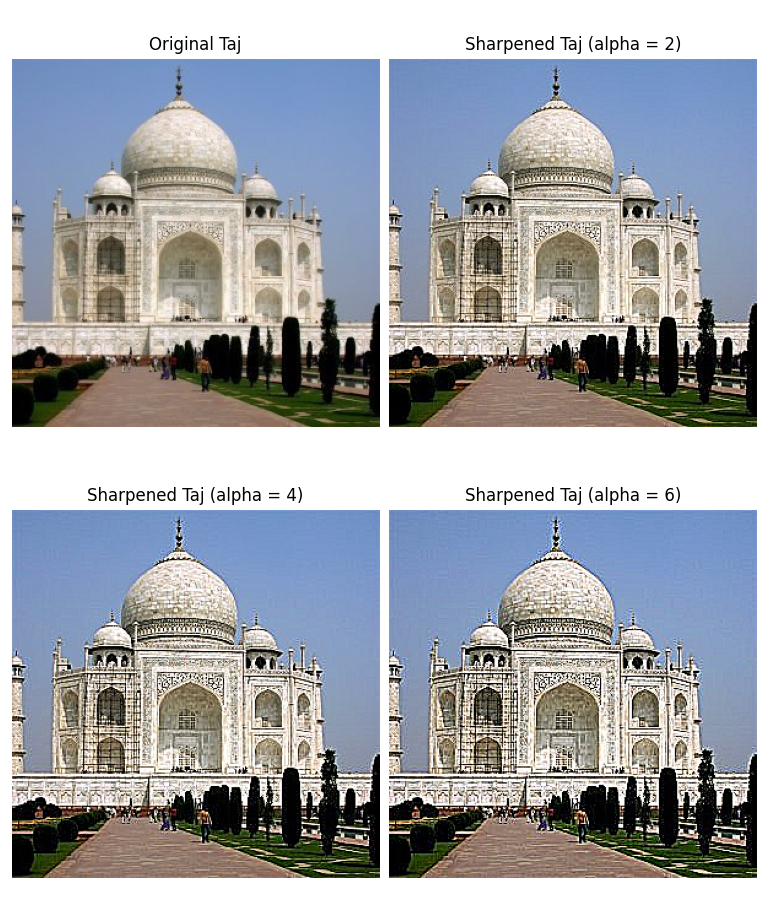 Original Taj
Sharpened Taj (alpha = 2)
Sharpened Taj (alpha = 4)
Sharpened Taj (alpha = 6)